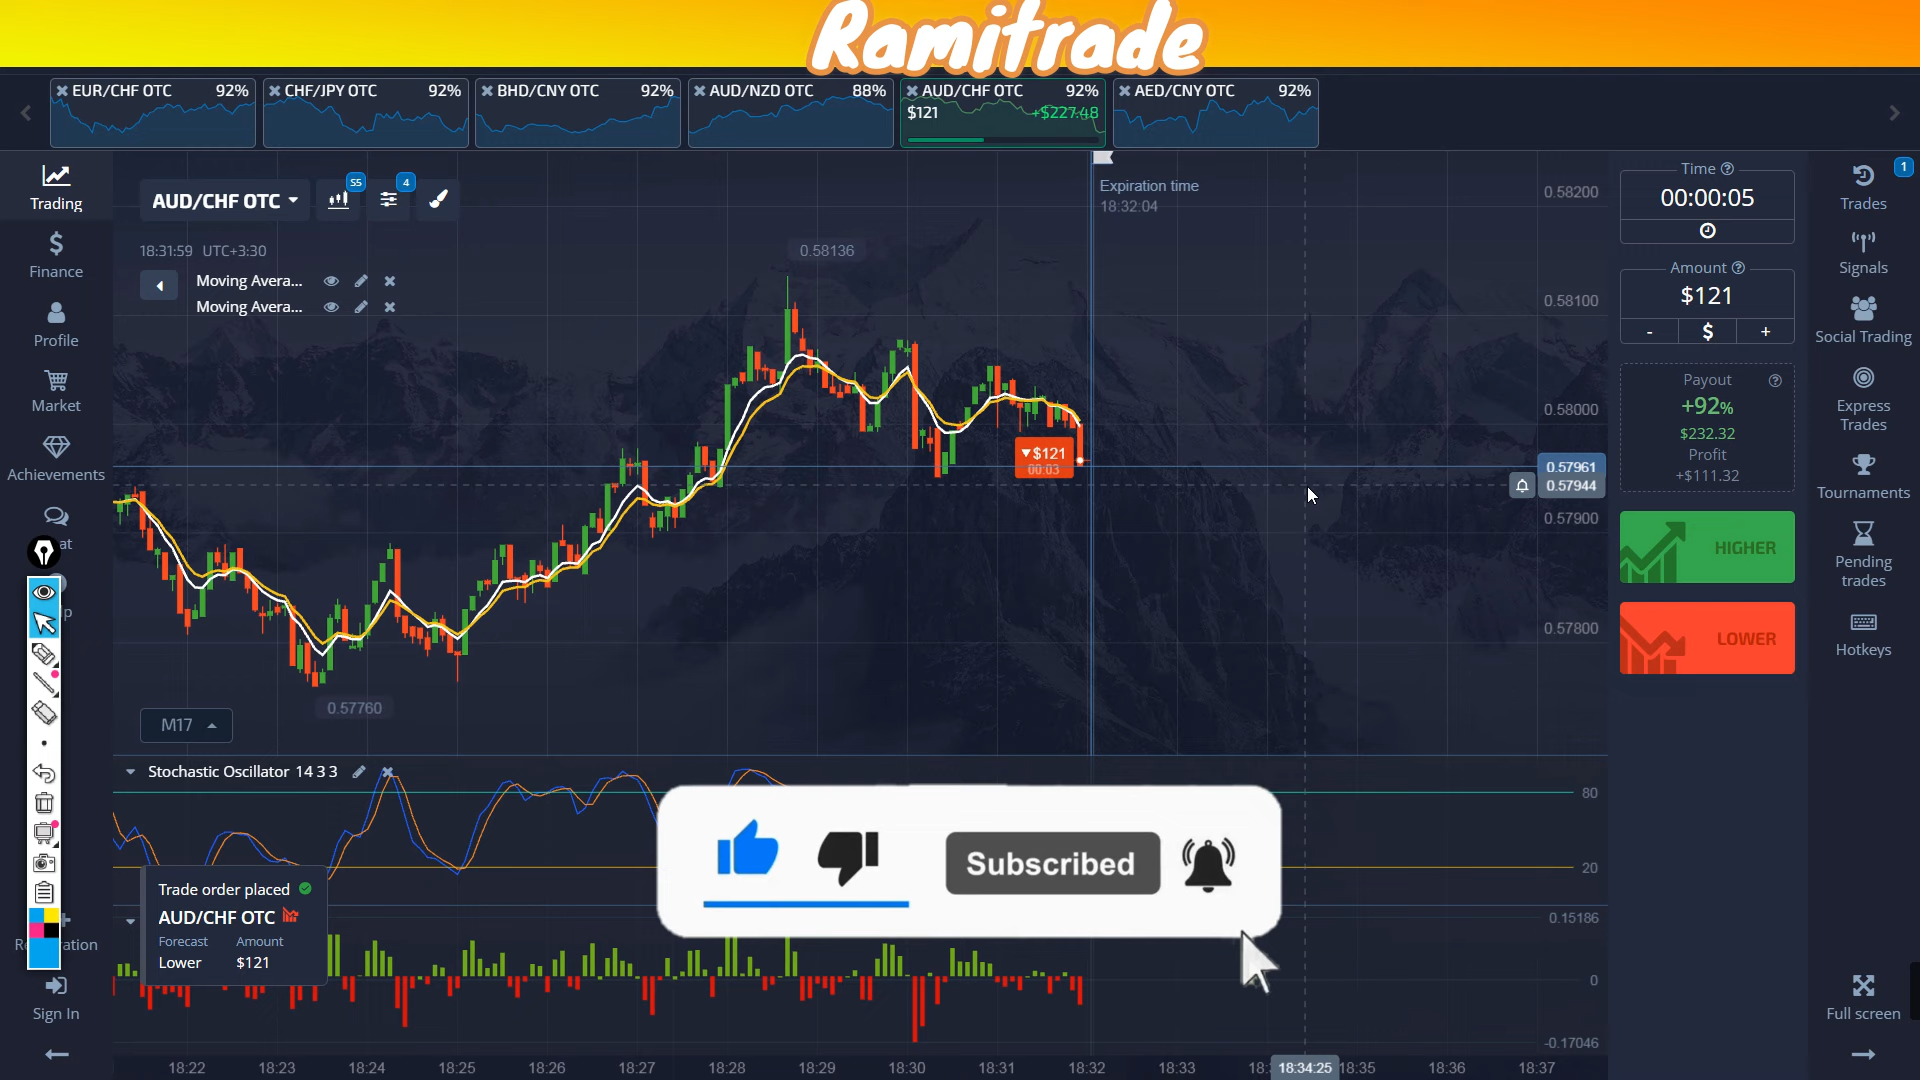 Ramitrade
EUR/CHF OTC 92%
CHF/JPY OTC 92%
BHD/CNY OTC 92%
AUD/NZD OTC 88%
AUD/CHF OTC 92%
$121 +$227.48
AED/CNY OTC 92%
Trading
Finance
Profile
Market
Achievements
at
p
Sign In
AUD/CHF OTC
S5
4
18:31:59 UTC+3:30
Moving Avera...
Moving Avera...
Expiration time
18:32:04
0.58136
0.57760
▼$121
00:03
0.58200
0.58100
0.58000
0.57961
0.57944
0.57900
0.57800
M17
Stochastic Oscillator 14 3 3
80
20
Trade order placed
AUD/CHF OTC
Forecast Amount
Lower $121
Subscribed
0.15186
0
-0.17046
18:22 18:23 18:24 18:25 18:26 18:27 18:28 18:29 18:30 18:31 18:32 18:33 18:34:25 18:35 18:36 18:37
Time
00:00:05
Amount
$121
- $ +
Payout
+92%
$232.32
Profit
+$111.32
HIGHER
LOWER
1
Trades
Signals
Social Trading
Express
Trades
Tournaments
Pending
trades
Hotkeys
Full screen